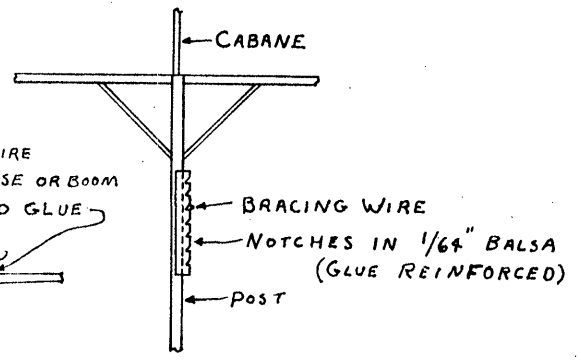 CABANE
IRE
SE OR BOOM
D GLUE
BRACING WIRE
NOTCHES IN 1/64" BALSA
(GLUE REINFORCED)
POST